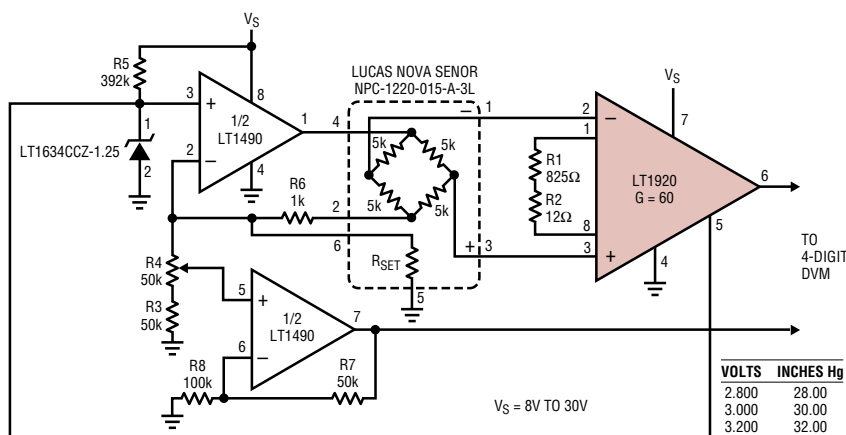 VS
R5
392k
LT1634CCZ-1.25
1
2
3
+
2
–
8
1/2
LT1490
4
1
LUCAS NOVA SENOR
NPC-1220-015-A-3L
4
5k
5k
5k
5k
–
1
+
3
R6
1k
2
6
RSET
5
R4
50k
R3
50k
5
+
6
–
1/2
LT1490
7
R8
100k
R7
50k
2
–
1
R1
825Ω
R2
12Ω
8
3
+
VS
7
LT1920
G = 60
6
5
4
TO
4-DIGIT
DVM
VS = 8V TO 30V
VOLTS INCHES Hg
2.800 28.00
3.000 30.00
3.200 32.00